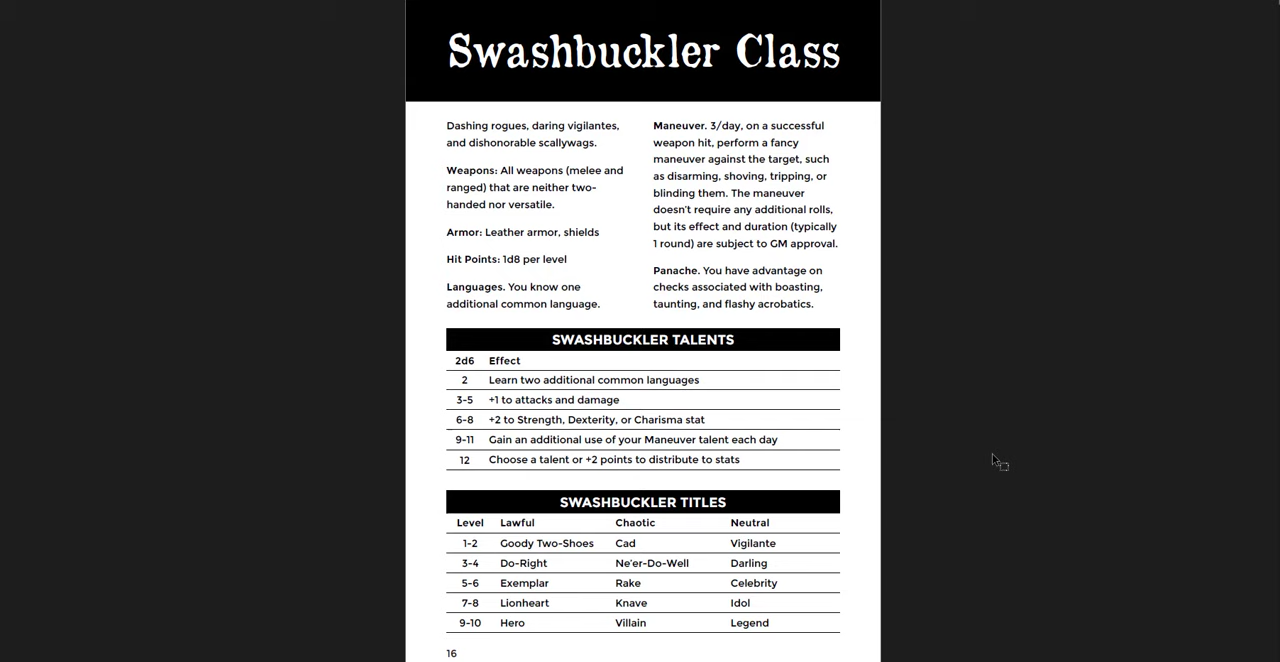 Swashbuckler Class
Dashing rogues, daring vigilantes,
and dishonorable scallywags.
Weapons: All weapons (melee and
ranged) that are neither two-
handed nor versatile.
Armor: Leather armor, shields
Hit Points: 1d8 per level
Languages. You know one
additional common language.
Maneuver. 3/day, on a successful
weapon hit, perform a fancy
maneuver against the target, such
as disarming, shoving, tripping, or
blinding them. The maneuver
doesn't require any additional rolls,
but its effect and duration (typically
1 round) are subject to GM approval.
Panache. You have advantage on
checks associated with boasting,
taunting, and flashy acrobatics.
SWASHBUCKLER TALENTS
2d6 Effect
2 Learn two additional common languages
3-5 +1 to attacks and damage
6-8 +2 to Strength, Dexterity, or Charisma stat
9-11 Gain an additional use of your Maneuver talent each day
12 Choose a talent or +2 points to distribute to stats
SWASHBUCKLER TITLES
Level Lawful Chaotic Neutral
1-2 Goody Two-Shoes Cad Vigilante
3-4 Do-Right Ne'er-Do-Well Darling
5-6 Exemplar Rake Celebrity
7-8 Lionheart Knave Idol
9-10 Hero Villain Legend
16